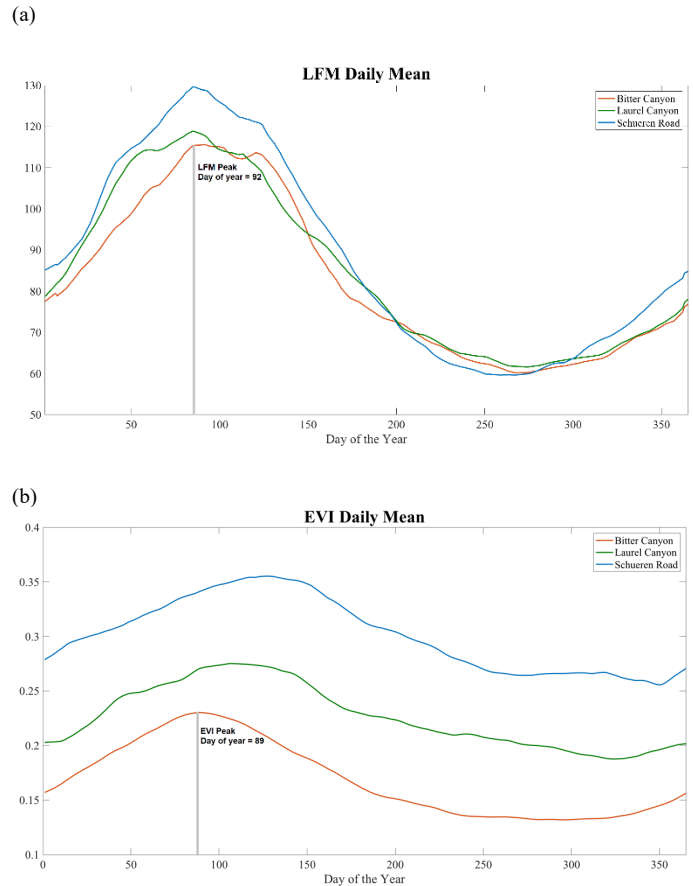 (a)
LFM Daily Mean
130
120
110
100
90
80
70
60
50
Bitter Canyon
Laurel Canyon
Schueren Road
LFM Peak
Day of year = 92
50 100 150 200 250 300 350
Day of the Year
(b)
EVI Daily Mean
0.4
0.35
0.3
0.25
0.2
0.15
0.1
Bitter Canyon
Laurel Canyon
Schueren Road
EVI Peak
Day of year = 89
0 50 100 150 200 250 300 350
Day of the Year